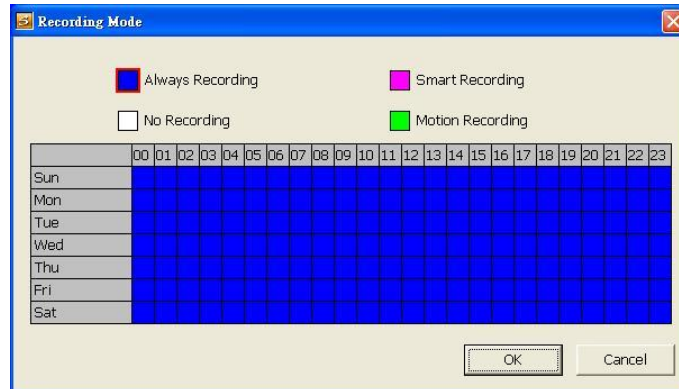 Recording Mode
Always Recording
Smart Recording
No Recording
Motion Recording
00 01 02 03 04 05 06 07 08 09 10 11 12 13 14 15 16 17 18 19 20 21 22 23
Sun
Mon
Tue
Wed
Thu
Fri
Sat
OK
Cancel